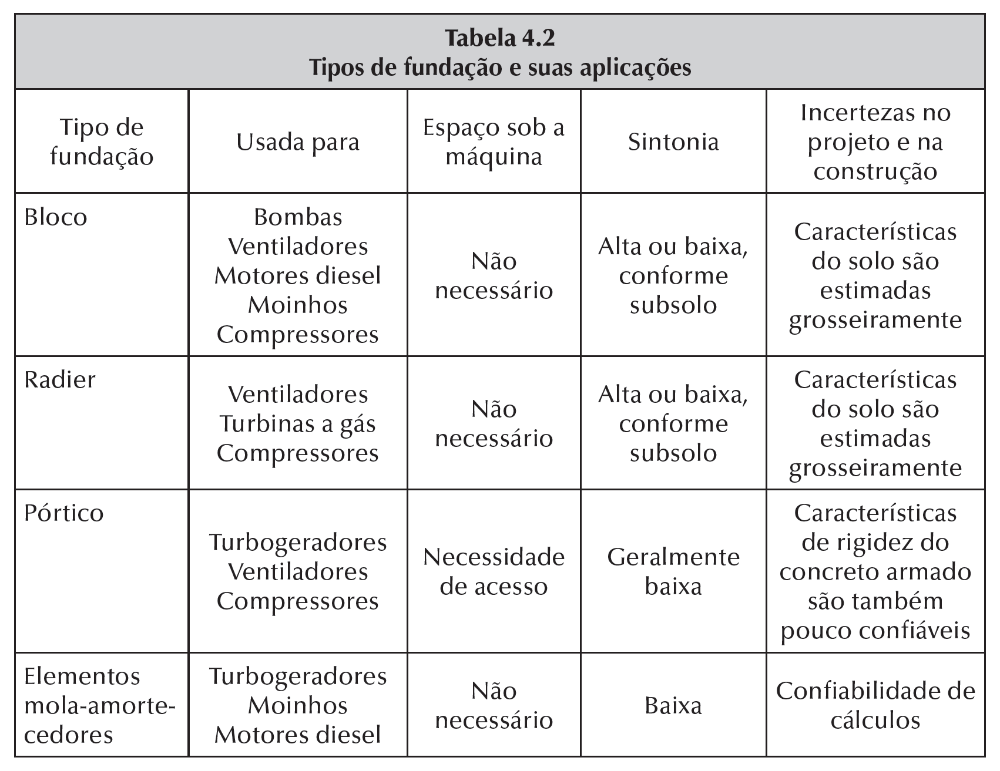 Tabela 4.2
Tipos de fundação e suas aplicações
Tipo de
fundação
Usada para
Espaço sob a
máquina
Sintonia
Incertezas no
projeto e na
construção
Bloco
Bombas
Ventiladores
Motores diesel
Moinhos
Compressores
Não
necessário
Alta ou baixa,
conforme
subsolo
Características
do solo são
estimadas
grosseiramente
Radier
Ventiladores
Turbinas a gás
Compressores
Não
necessário
Alta ou baixa,
conforme
subsolo
Características
do solo são
estimadas
grosseiramente
Pórtico
Turbogeradores
Ventiladores
Compressores
Necessidade
de acesso
Geralmente
baixa
Características
de rigidez do
concreto armado
são também
pouco confiáveis
Elementos
mola-amorte-
cedores
Turbogeradores
Moinhos
Motores diesel
Não
necessário
Baixa
Confiabilidade de
cálculos